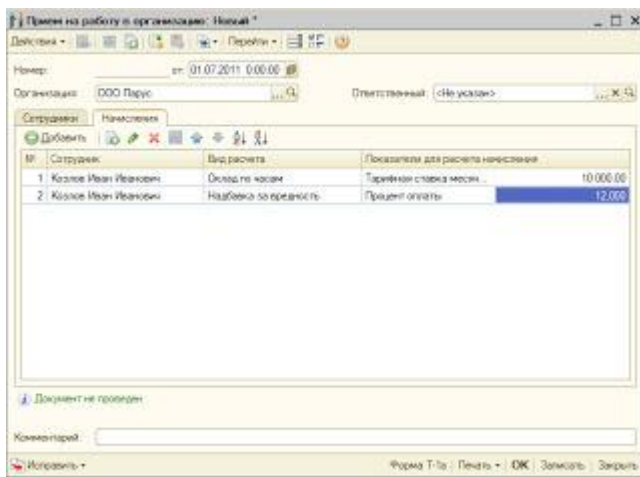 Прием на работу в организацию: Новый *
Действия Перейти
Номер: от: 01.07.2011 0:00:00
Организация: ООО Парус Ответственный: <Не указан>
Сотрудники Начисления
Добавить
№ Сотрудник Вид расчета Показатели для расчета начисления
1 Козлов Иван Иванович Оклад по часам Тарифная ставка месяч... 10 000.00
2 Козлов Иван Иванович Надбавка за вредность Процент оплаты 12.000
Документ не проведен
Комментарий:
Исправить Форма Т-1а Печать OK Записать Закрыть